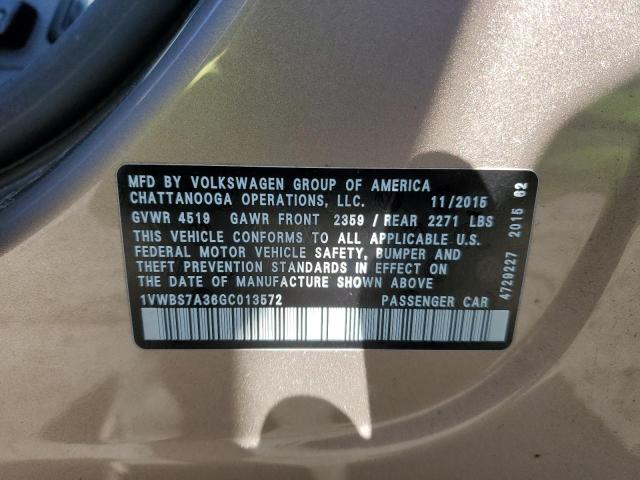 MFD BY VOLKSWAGEN GROUP OF AMERICA
CHATTANOOGA OPERATIONS, LLC. 11/2015
GVWR 4519 GAWR FRONT 2359 / REAR 2271 LBS
THIS VEHICLE CONFORMS TO ALL APPLICABLE U.S.
FEDERAL MOTOR VEHICLE SAFETY, BUMPER AND
THEFT PREVENTION STANDARDS IN EFFECT ON
THE DATE OF MANUFACTURE SHOWN ABOVE
1VWBS7A36GC013572 PASSENGER CAR
4729227 2015 62